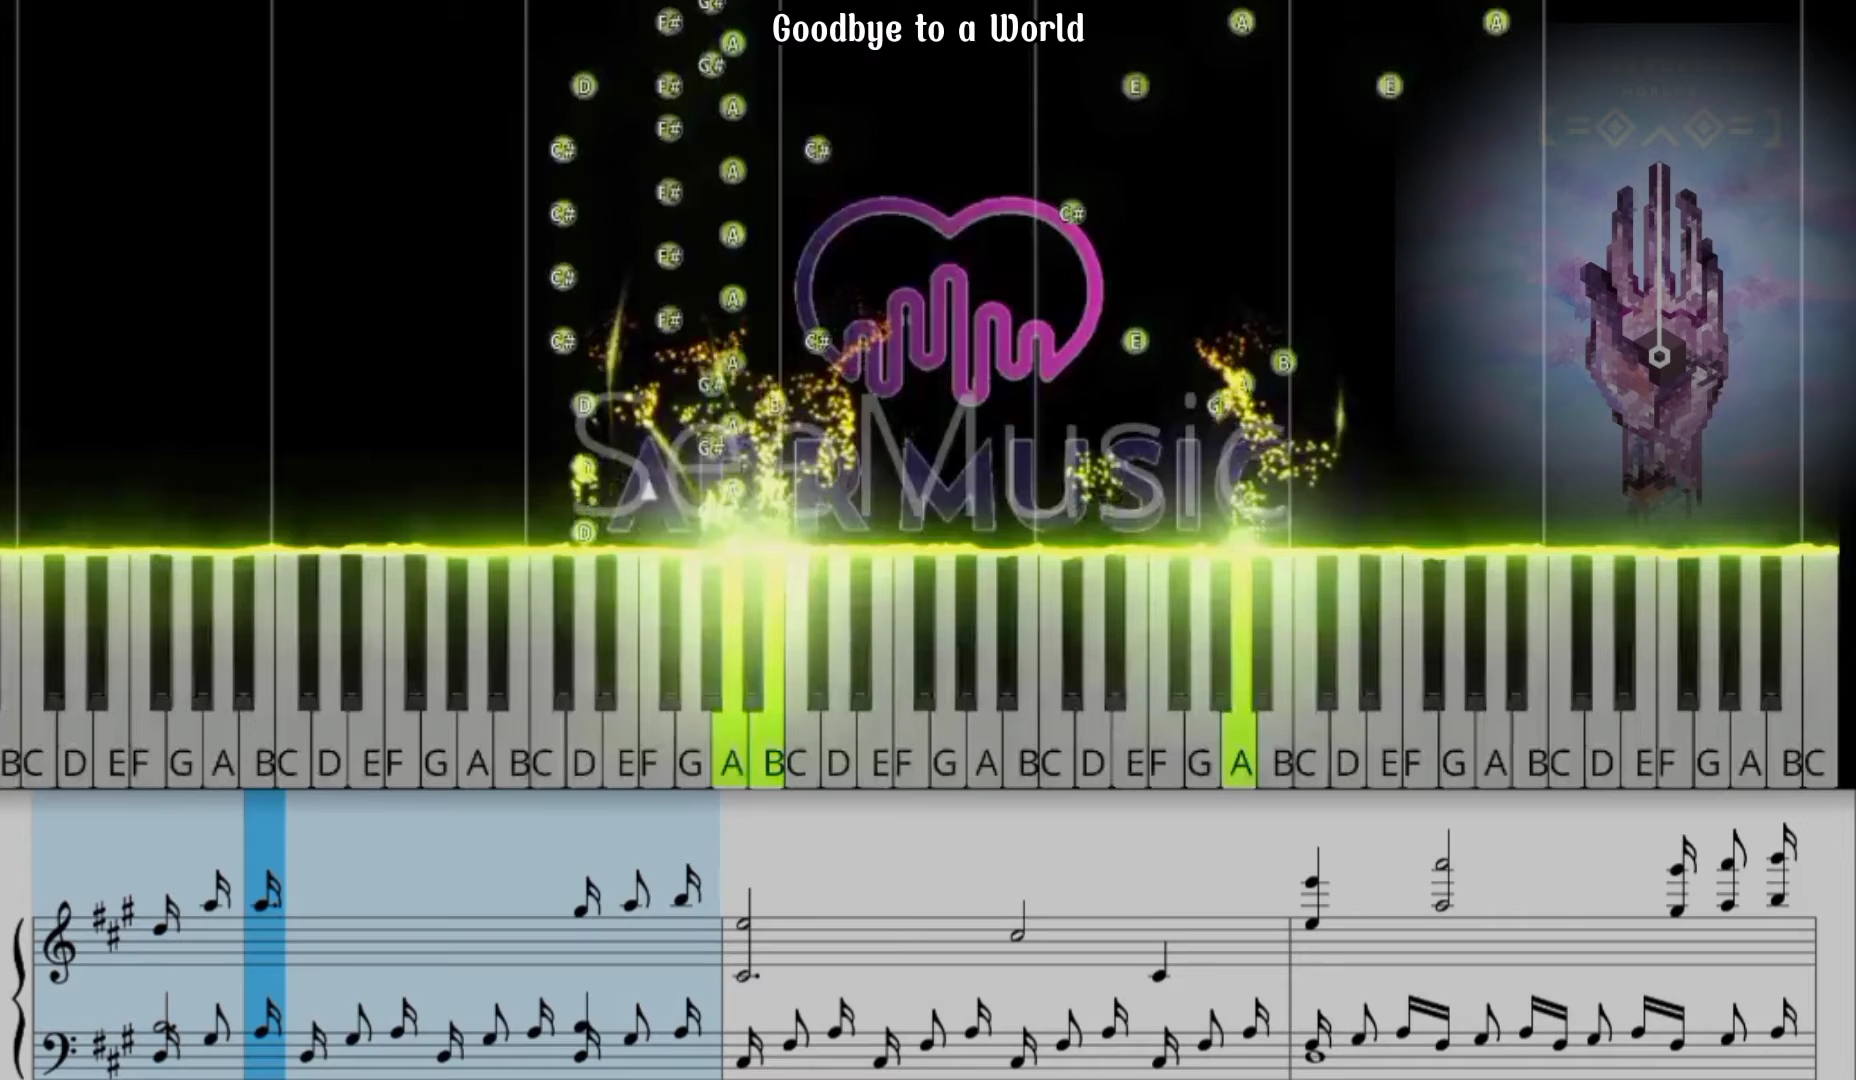 Goodbye to a World
F# G#
A
D F# G# E E
F# A
C# F# C#
A
C# F# A C#
F# A
C# A
C# F# C# E
A B
D G# B G# A
G# A
D
D
SeeMusic
BC D EF G A BC D EF G A BC D EF G A BC D EF G A BC D EF G A BC D EF G A BC D EF G A BC